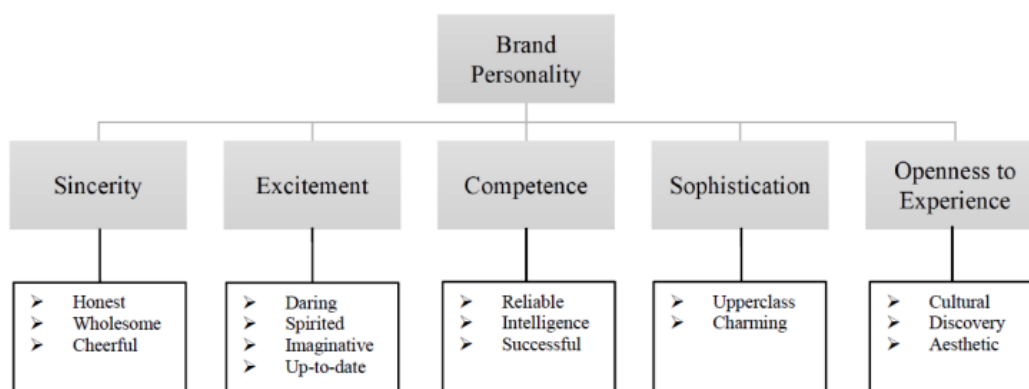 Brand
Personality
Sincerity
Excitement
Competence
Sophistication
Openness to
Experience
➢ Honest
➢ Wholesome
➢ Cheerful
➢ Daring
➢ Spirited
➢ Imaginative
➢ Up-to-date
➢ Reliable
➢ Intelligence
➢ Successful
➢ Upperclass
➢ Charming
➢ Cultural
➢ Discovery
➢ Aesthetic